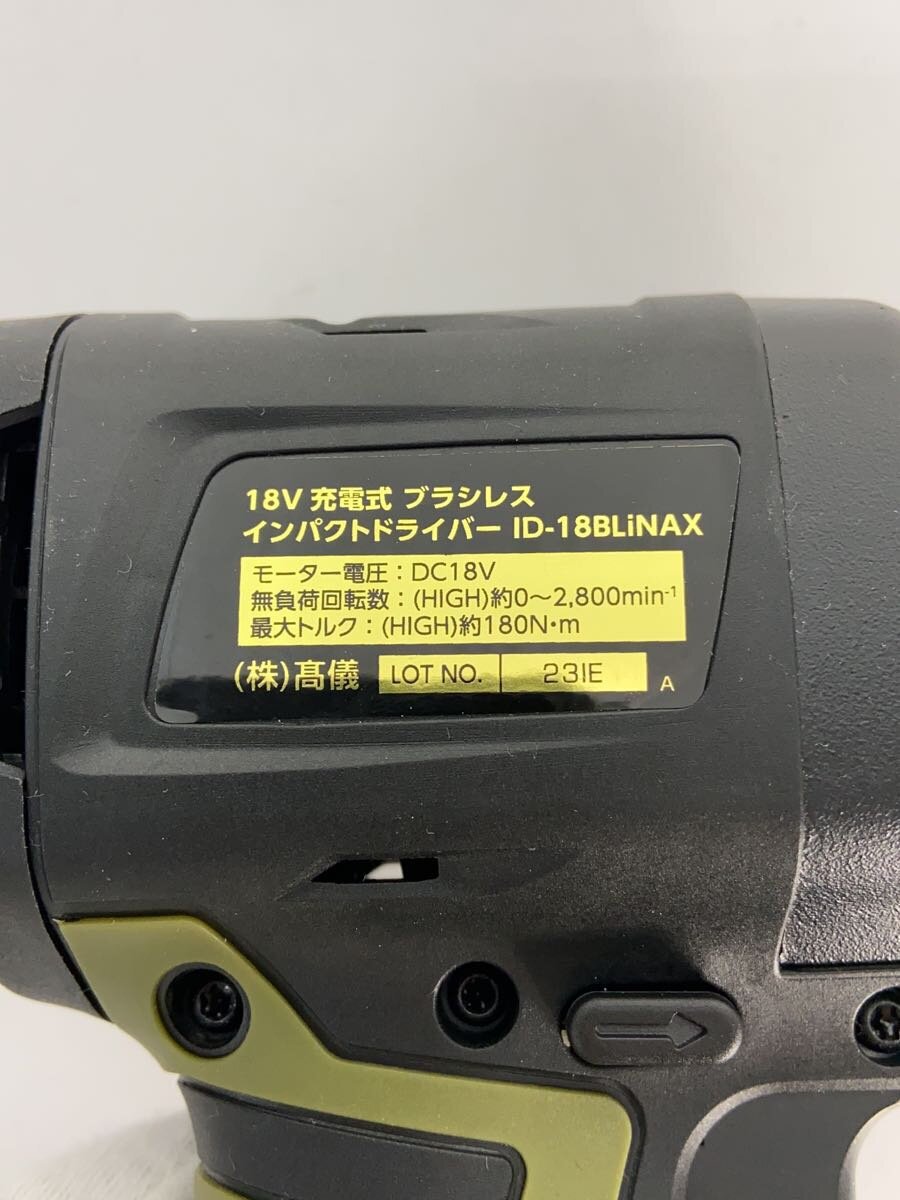 18V 充電式 ブラシレス
インパクトドライバー ID-18BLiNAX
モーター電圧：DC18V
無負荷回転数：(HIGH)約0〜2,800min-1
最大トルク：(HIGH)約180N・m
(株)髙儀 LOT NO. 23IE A